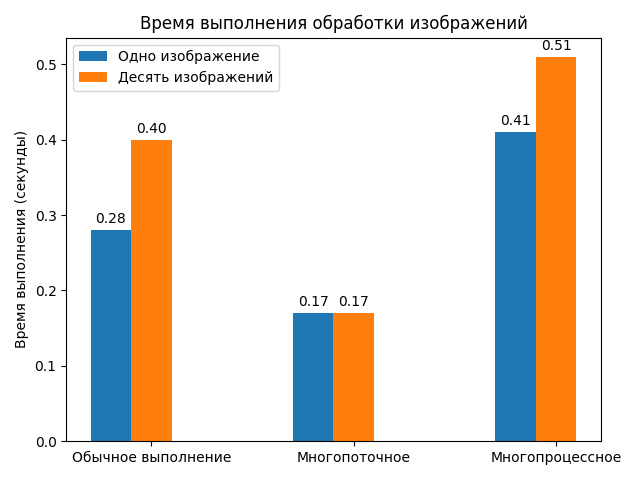 Время выполнения обработки изображений
Одно изображение
Десять изображений
Время выполнения (секунды)
0.5
0.4
0.3
0.2
0.1
0.0
0.28
0.40
0.17
0.17
0.41
0.51
Обычное выполнение
Многопоточное
Многопроцессное